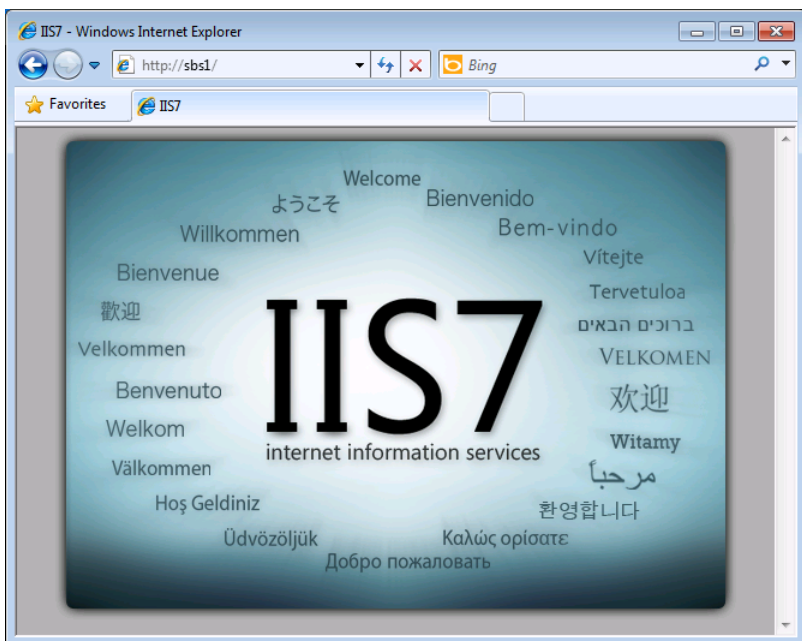 IIS7 - Windows Internet Explorer
http://sbs1/
Bing
Favorites
IIS7
Welcome
ようこそ
Bienvenido
Willkommen
Bem-vindo
Vítejte
Bienvenue
Tervetuloa
歡迎
ברוכים הבאים
Velkommen
VELKOMEN
Benvenuto
欢迎
Welkom
IIS7
internet information services
Witamy
Välkommen
مرحباً
Hoş Geldiniz
환영합니다
Üdvözöljük
Καλώς ορίσατε
Добро пожаловать